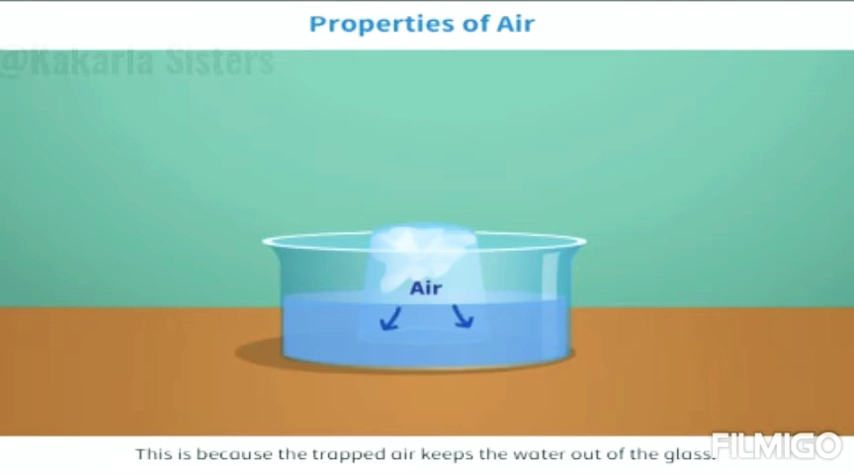 Properties of Air
@Kakarla Sisters
Air
This is because the trapped air keeps the water out of the glass.
FILMIGO